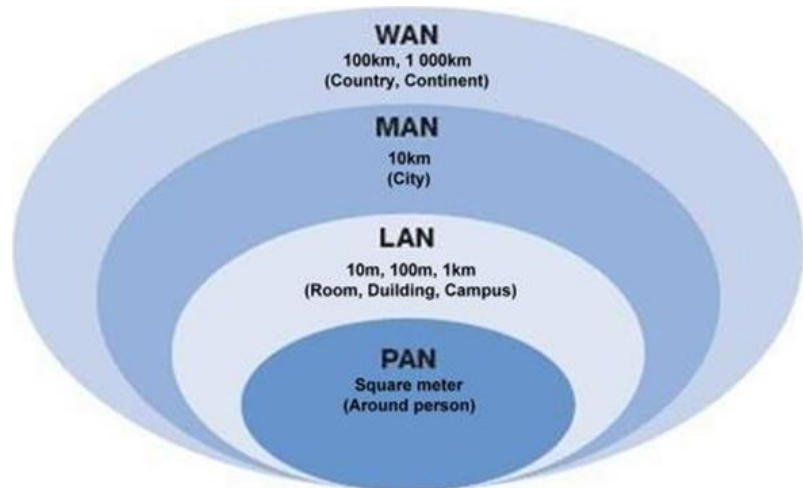 WAN
100km, 1 000km
(Country, Continent)
MAN
10km
(City)
LAN
10m, 100m, 1km
(Room, Duilding, Campus)
PAN
Square meter
(Around person)